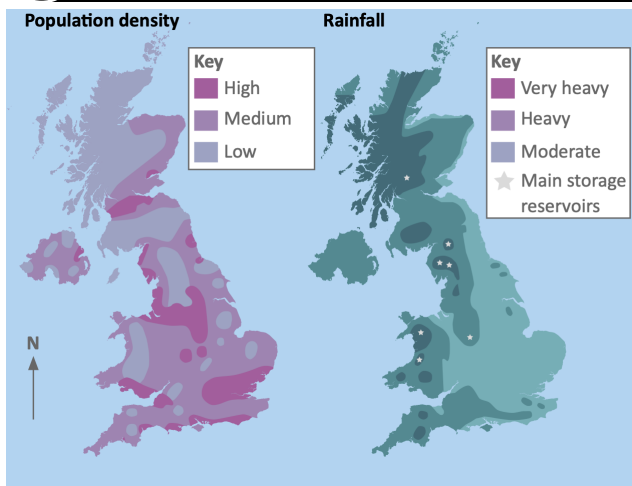 Population density
Key
High
Medium
Low
Rainfall
Key
Very heavy
Heavy
Moderate
Main storage
reservoirs
N